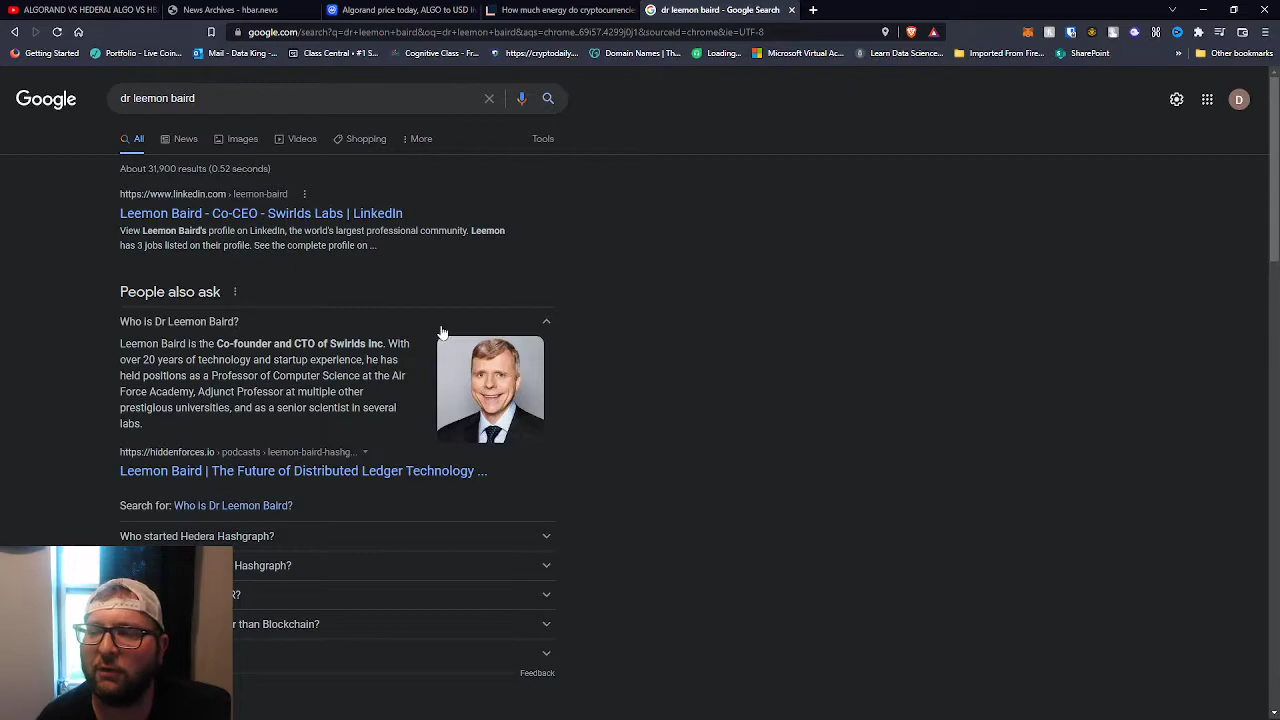 ALGORAND VS HEDERA! ALGO VS HB
News Archives - hbar.news
Algorand price today, ALGO to USD li
How much energy do cryptocurrencie
dr leemon baird - Google Search
google.com/search?q=dr+leemon+baird&oq=dr+leemon+baird&aqs=chrome..69i57.4299j0j1&sourceid=chrome&ie=UTF-8
Getting Started
Portfolio - Live Coin...
Mail - Data King -...
Class Central • #1 S...
Cognitive Class - Fr...
https://cryptodaily...
Domain Names | Th...
Loading...
Microsoft Virtual Ac...
Learn Data Science...
Imported From Fire...
SharePoint
Other bookmarks
Google
dr leemon baird
D
All
News
Images
Videos
Shopping
More
Tools
About 31,900 results (0.52 seconds)
https://www.linkedin.com › leemon-baird
Leemon Baird - Co-CEO - Swirlds Labs | LinkedIn
View Leemon Baird's profile on LinkedIn, the world's largest professional community. Leemon
has 3 jobs listed on their profile. See the complete profile on ...
People also ask
Who is Dr Leemon Baird?
Leemon Baird is the Co-founder and CTO of Swirlds Inc. With
over 20 years of technology and startup experience, he has
held positions as a Professor of Computer Science at the Air
Force Academy, Adjunct Professor at multiple other
prestigious universities, and as a senior scientist in several
labs.
https://hiddenforces.io › podcasts › leemon-baird-hashg...
Leemon Baird | The Future of Distributed Ledger Technology ...
Search for: Who is Dr Leemon Baird?
Who started Hedera Hashgraph?
Hashgraph?
R?
r than Blockchain?
Feedback